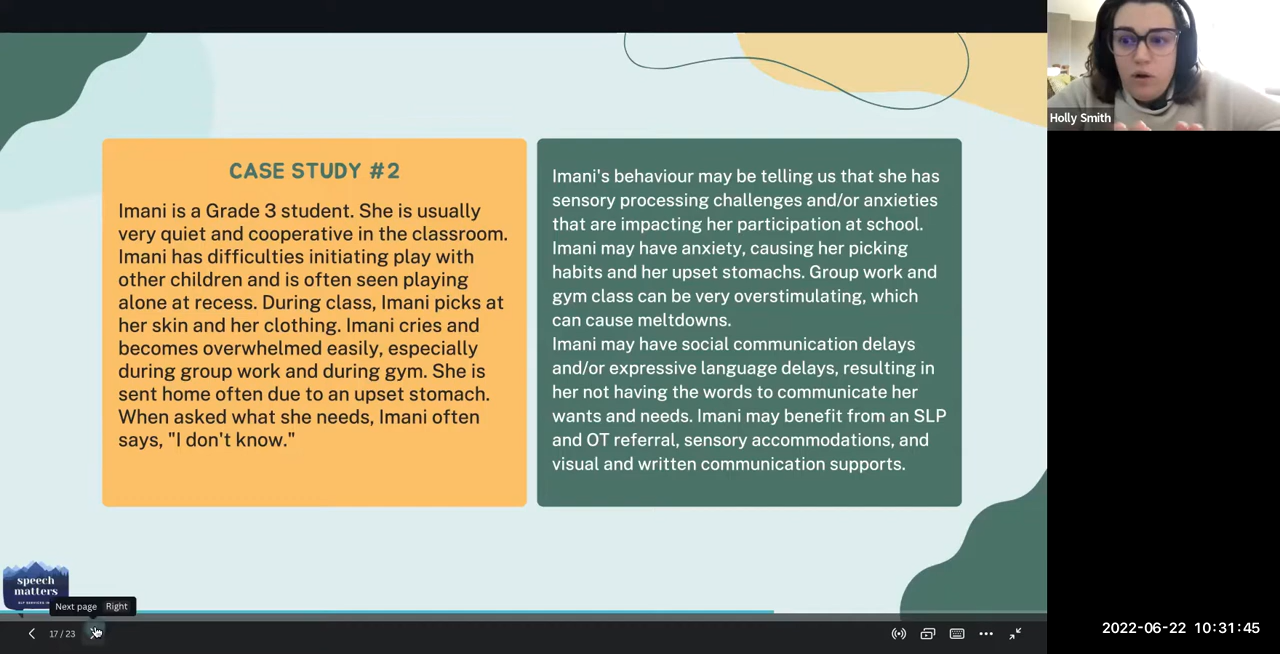 Holly Smith
CASE STUDY #2
Imani is a Grade 3 student. She is usually
very quiet and cooperative in the classroom.
Imani has difficulties initiating play with
other children and is often seen playing
alone at recess. During class, Imani picks at
her skin and her clothing. Imani cries and
becomes overwhelmed easily, especially
during group work and during gym. She is
sent home often due to an upset stomach.
When asked what she needs, Imani often
says, "I don't know."
Imani's behaviour may be telling us that she has
sensory processing challenges and/or anxieties
that are impacting her participation at school.
Imani may have anxiety, causing her picking
habits and her upset stomachs. Group work and
gym class can be very overstimulating, which
can cause meltdowns.
Imani may have social communication delays
and/or expressive language delays, resulting in
her not having the words to communicate her
wants and needs. Imani may benefit from an SLP
and OT referral, sensory accommodations, and
visual and written communication supports.
speech
matters
Next page Right
17 / 23
2022-06-22 10:31:45